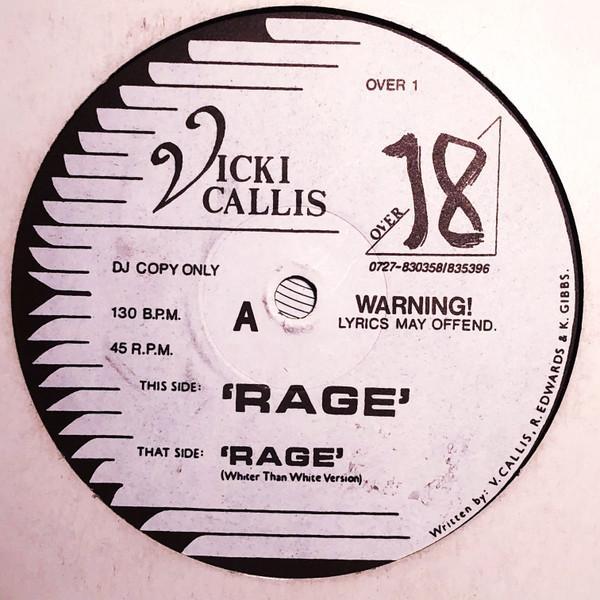 OVER 1
VICKI
CALLIS
OVER 18
0727-830358/835396
DJ COPY ONLY
130 B.P.M.
A
WARNING!
LYRICS MAY OFFEND.
45 R.P.M.
THIS SIDE: ‘RAGE’
THAT SIDE: ‘RAGE’
(Whiter Than White Version)
Written by: V. CALLIS, R. EDWARDS & K. GIBBS.